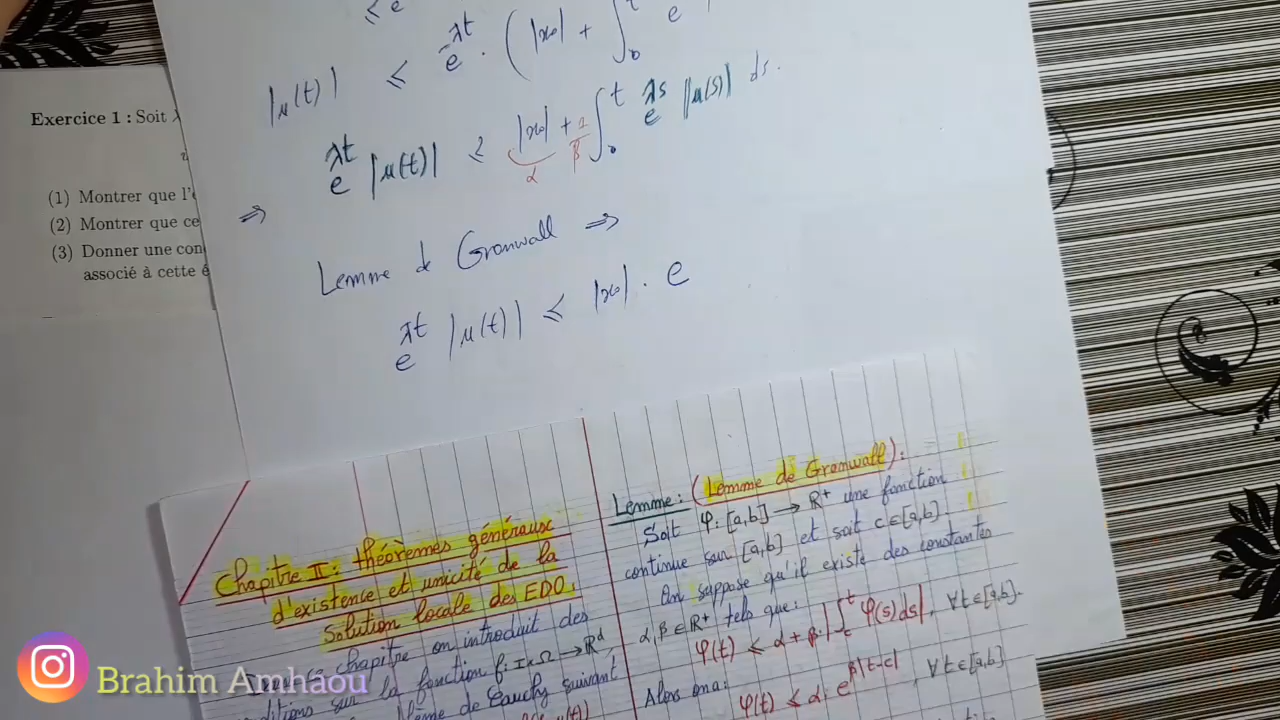 ≤ e
|u(t)| ≤ e^λt . (|x₀| + ∫₀^t e
e^λt |u(t)| ≤ |x₀| + 1 ∫₀^t e^λs |u(s)| ds.
α β
⇒
Lemme de Gronwall ⇒
e^λt |u(t)| ≤ |x₀| . e
Exercice 1 : Soit λ
(1) Montrer que l'é
(2) Montrer que ce
(3) Donner une con
associé à cette é
Chapitre II: théorèmes généraux
d'existence et unicité de la
Solution locale des EDO:
chapitre on introduit des
la fonction f: I×Ω → R^d,
de Cauchy suivant
Lemme: (Lemme de Gronwall):
Soit φ: [a,b] → R⁺ une fonction
continue sur [a,b] et soit c∈[a,b].
On suppose qu'il existe des constantes
α,β ∈ R⁺ tels que:
φ(t) ≤ α + β |∫_c^t φ(s)ds|, ∀t∈[a,b].
Alors on a:
φ(t) ≤ α . e^β|t-c| , ∀t∈[a,b]
Brahim Amhaou